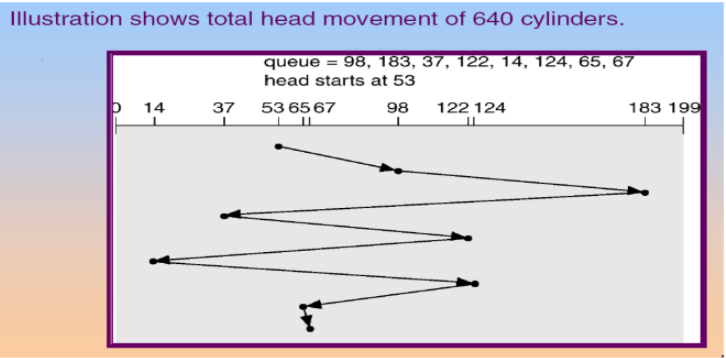 Illustration shows total head movement of 640 cylinders.
queue = 98, 183, 37, 122, 14, 124, 65, 67
head starts at 53
0 14 37 53 65 67 98 122 124 183 199